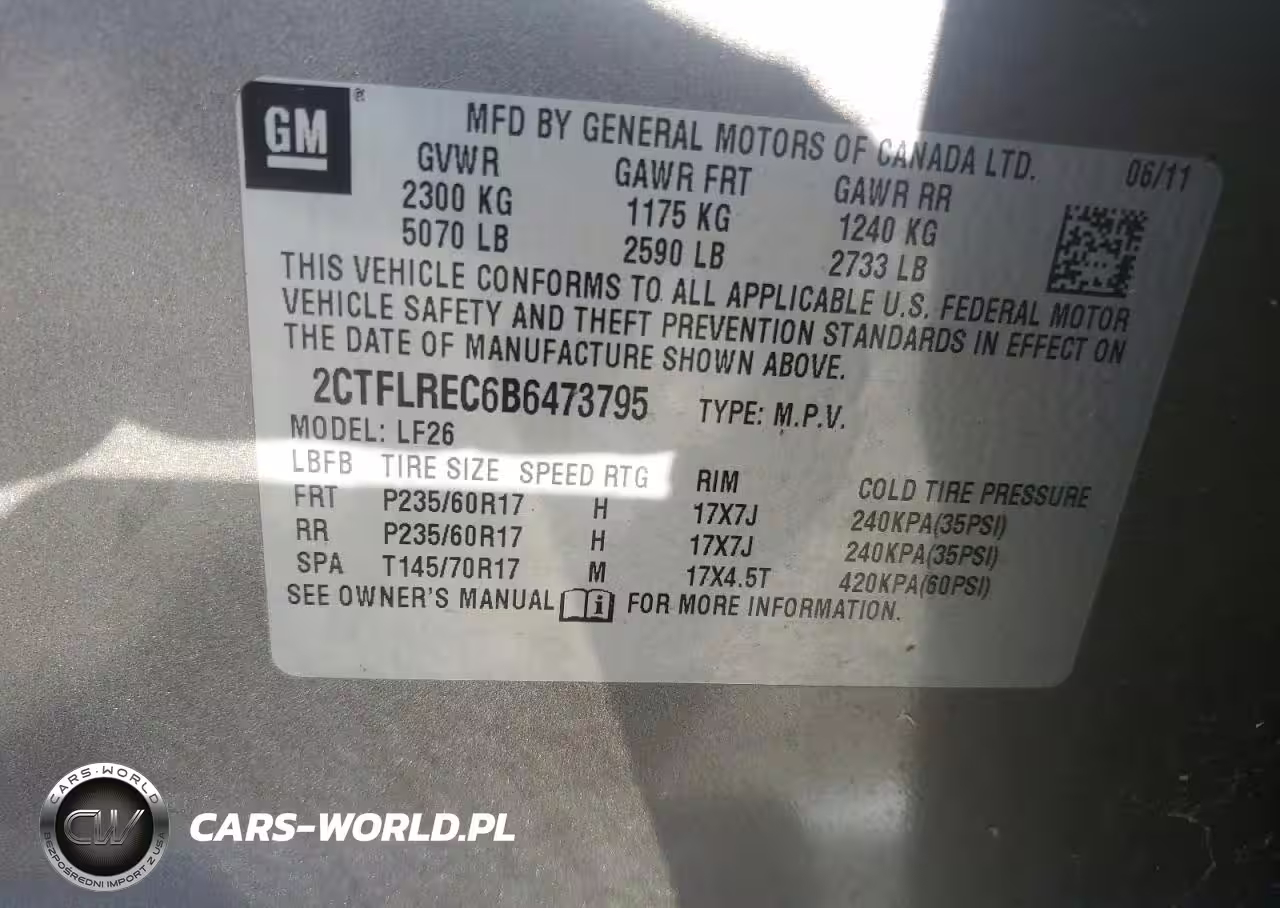 GM®
MFD BY GENERAL MOTORS OF CANADA LTD.
06/11
GVWR GAWR FRT GAWR RR
2300 KG 1175 KG 1240 KG
5070 LB 2590 LB 2733 LB
THIS VEHICLE CONFORMS TO ALL APPLICABLE U.S. FEDERAL MOTOR
VEHICLE SAFETY AND THEFT PREVENTION STANDARDS IN EFFECT ON
THE DATE OF MANUFACTURE SHOWN ABOVE.
2CTFLREC6B6473795 TYPE: M.P.V.
MODEL: LF26
LBFB TIRE SIZE SPEED RTG RIM COLD TIRE PRESSURE
FRT P235/60R17 H 17X7J 240KPA(35PSI)
RR P235/60R17 H 17X7J 240KPA(35PSI)
SPA T145/70R17 M 17X4.5T 420KPA(60PSI)
SEE OWNER'S MANUAL i FOR MORE INFORMATION.
CARS-WORLD
CW
BEZPOŚREDNI IMPORT Z USA
CARS-WORLD.PL